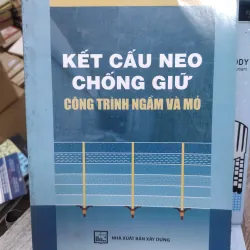 KẾT CẤU NEO
CHỐNG GIỮ
CÔNG TRÌNH NGẦM VÀ MỎ
NHÀ XUẤT BẢN XÂY DỰNG